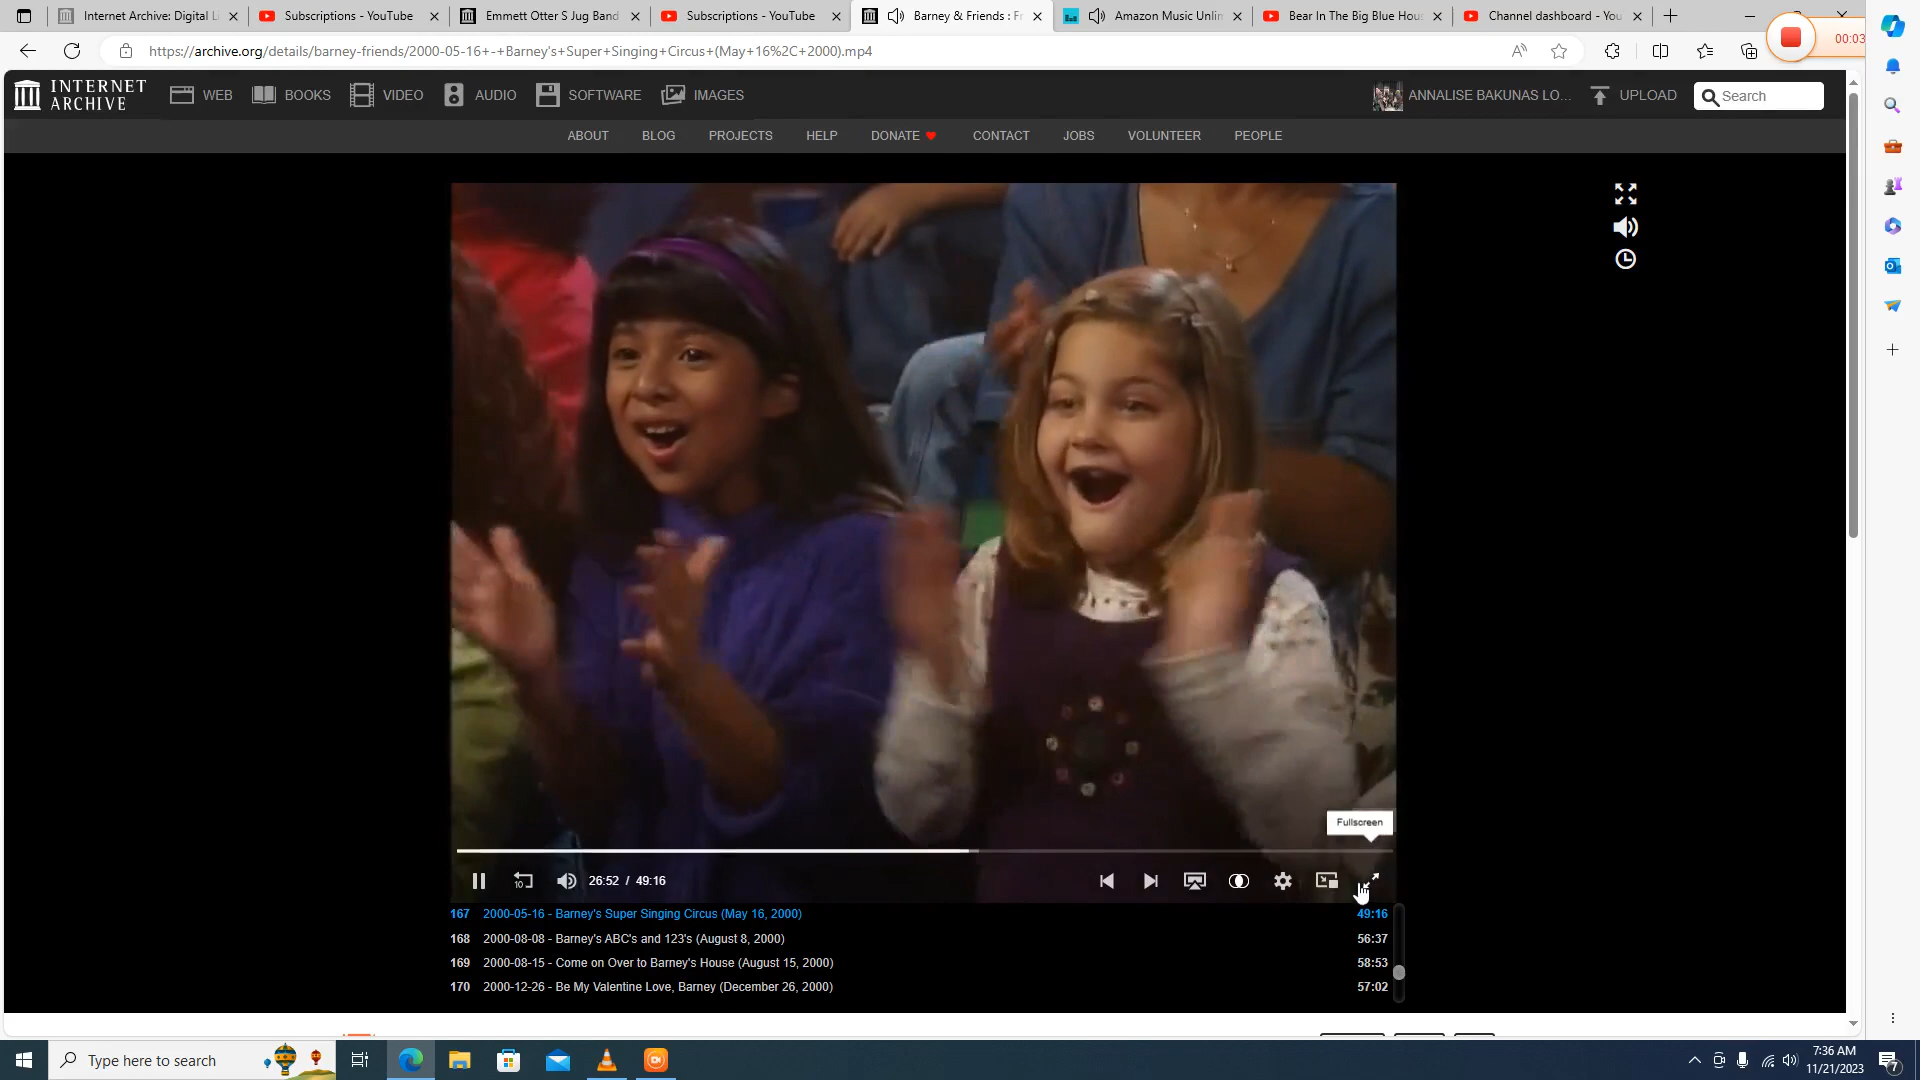 Internet Archive: Digital Li
Subscriptions - YouTube
Emmett Otter S Jug Band
Subscriptions - YouTube
Barney & Friends : Fr
Amazon Music Unlim
Bear In The Big Blue Hou
Channel dashboard - You
https://archive.org/details/barney-friends/2000-05-16+-+Barney's+Super+Singing+Circus+(May+16%2C+2000).mp4
00:03
INTERNET ARCHIVE
WEB
BOOKS
VIDEO
AUDIO
SOFTWARE
IMAGES
ANNALISE BAKUNAS LO...
UPLOAD
Search
ABOUT
BLOG
PROJECTS
HELP
DONATE
CONTACT
JOBS
VOLUNTEER
PEOPLE
Fullscreen
10
26:52 / 49:16
167 2000-05-16 - Barney's Super Singing Circus (May 16, 2000) 49:16
168 2000-08-08 - Barney's ABC's and 123's (August 8, 2000) 56:37
169 2000-08-15 - Come on Over to Barney's House (August 15, 2000) 58:53
170 2000-12-26 - Be My Valentine Love, Barney (December 26, 2000) 57:02
Type here to search
7:36 AM
11/21/2023
7